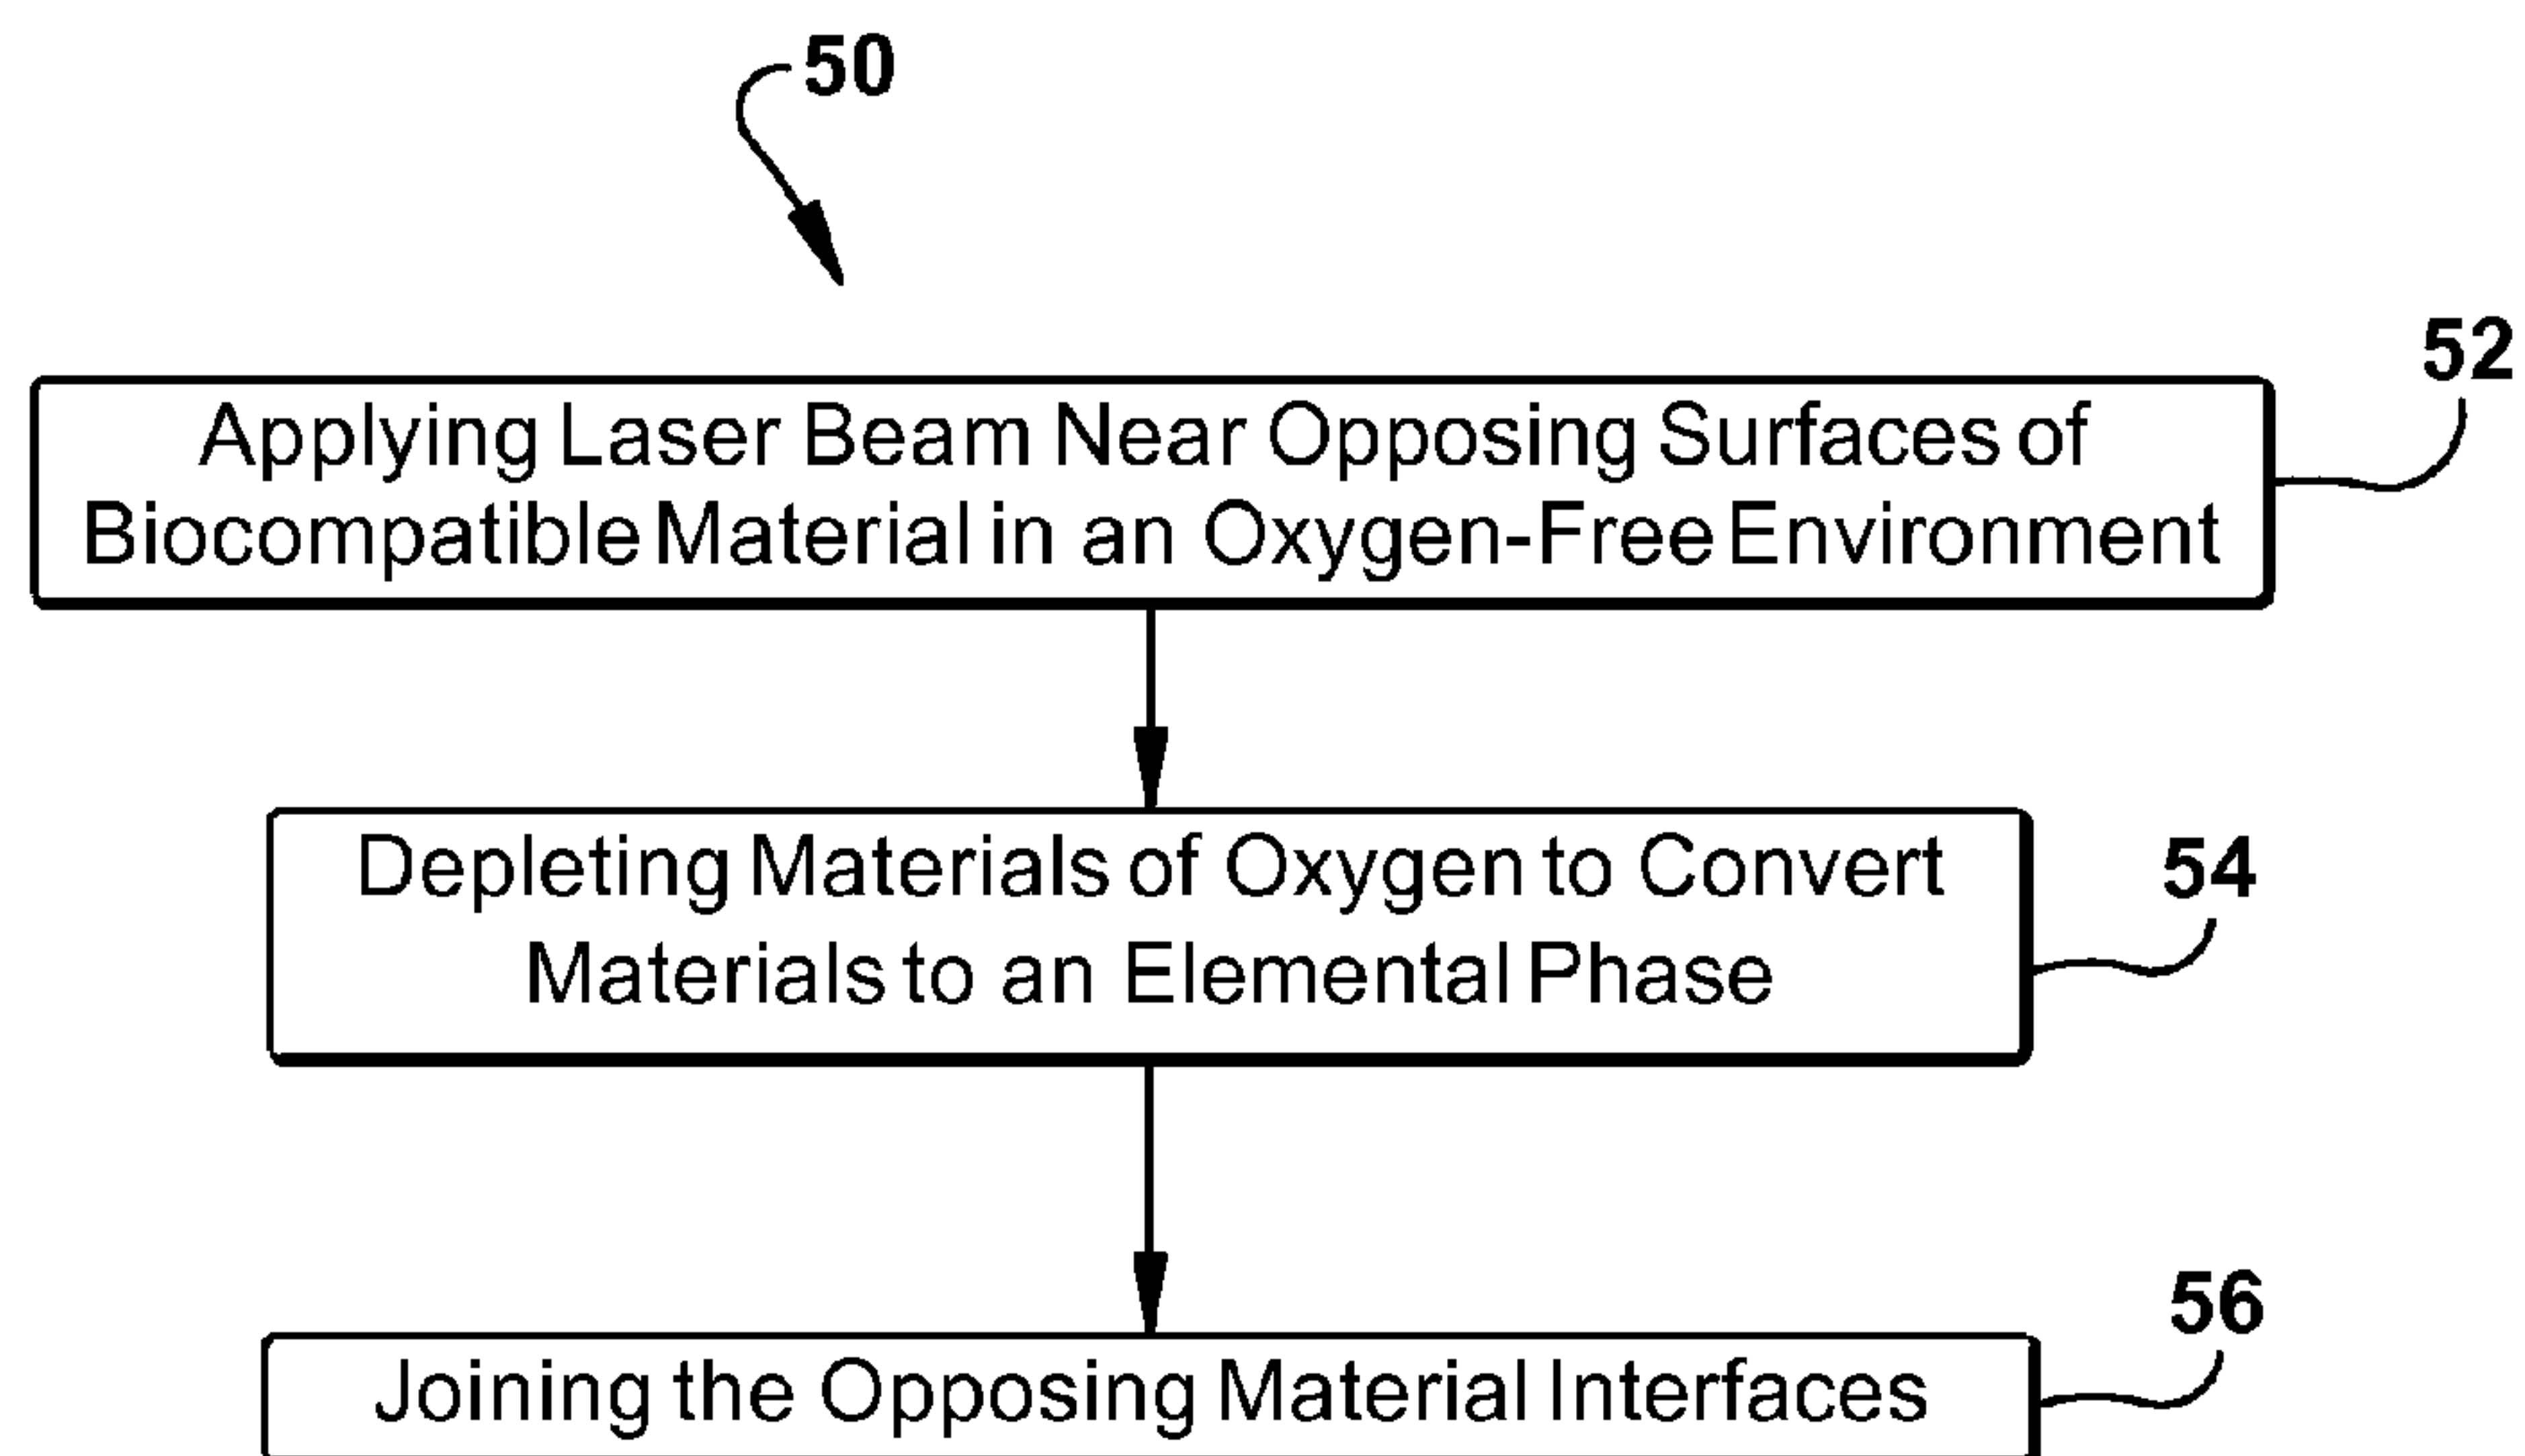 50
52
Applying Laser Beam Near Opposing Surfaces of
Biocompatible Material in an Oxygen-Free Environment
54
Depleting Materials of Oxygen to Convert
Materials to an Elemental Phase
56
Joining the Opposing Material Interfaces